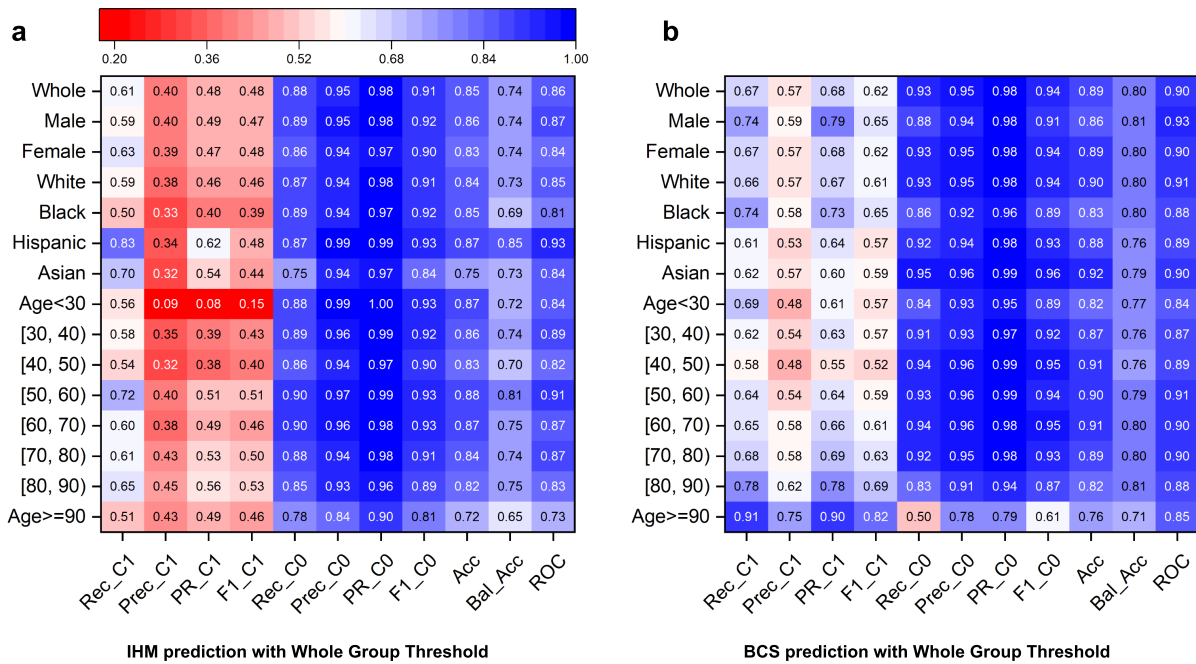 a
b
0.20 0.36 0.52 0.68 0.84 1.00
Whole 0.61 0.40 0.48 0.48 0.88 0.95 0.98 0.91 0.85 0.74 0.86
Male 0.59 0.40 0.49 0.47 0.89 0.95 0.98 0.92 0.86 0.74 0.87
Female 0.63 0.39 0.47 0.48 0.86 0.94 0.97 0.90 0.83 0.74 0.84
White 0.59 0.38 0.46 0.46 0.87 0.94 0.98 0.91 0.84 0.73 0.85
Black 0.50 0.33 0.40 0.39 0.89 0.94 0.97 0.92 0.85 0.69 0.81
Hispanic 0.83 0.34 0.62 0.48 0.87 0.99 0.99 0.93 0.87 0.85 0.93
Asian 0.70 0.32 0.54 0.44 0.75 0.94 0.97 0.84 0.75 0.73 0.84
Age<30 0.56 0.09 0.08 0.15 0.88 0.99 1.00 0.93 0.87 0.72 0.84
[30, 40) 0.58 0.35 0.39 0.43 0.89 0.96 0.99 0.92 0.86 0.74 0.89
[40, 50) 0.54 0.32 0.38 0.40 0.86 0.94 0.97 0.90 0.83 0.70 0.82
[50, 60) 0.72 0.40 0.51 0.51 0.90 0.97 0.99 0.93 0.88 0.81 0.91
[60, 70) 0.60 0.38 0.49 0.46 0.90 0.96 0.98 0.93 0.87 0.75 0.87
[70, 80) 0.61 0.43 0.53 0.50 0.88 0.94 0.98 0.91 0.84 0.74 0.87
[80, 90) 0.65 0.45 0.56 0.53 0.85 0.93 0.96 0.89 0.82 0.75 0.83
Age>=90 0.51 0.43 0.49 0.46 0.78 0.84 0.90 0.81 0.72 0.65 0.73
Rec_C1 Prec_C1 PR_C1 F1_C1 Rec_C0 Prec_C0 PR_C0 F1_C0 Acc Bal_Acc ROC
IHM prediction with Whole Group Threshold
Whole 0.67 0.57 0.68 0.62 0.93 0.95 0.98 0.94 0.89 0.80 0.90
Male 0.74 0.59 0.79 0.65 0.88 0.94 0.98 0.91 0.86 0.81 0.93
Female 0.67 0.57 0.68 0.62 0.93 0.95 0.98 0.94 0.89 0.80 0.90
White 0.66 0.57 0.67 0.61 0.93 0.95 0.98 0.94 0.90 0.80 0.91
Black 0.74 0.58 0.73 0.65 0.86 0.92 0.96 0.89 0.83 0.80 0.88
Hispanic 0.61 0.53 0.64 0.57 0.92 0.94 0.98 0.93 0.88 0.76 0.89
Asian 0.62 0.57 0.60 0.59 0.95 0.96 0.99 0.96 0.92 0.79 0.90
Age<30 0.69 0.48 0.61 0.57 0.84 0.93 0.95 0.89 0.82 0.77 0.84
[30, 40) 0.62 0.54 0.63 0.57 0.91 0.93 0.97 0.92 0.87 0.76 0.87
[40, 50) 0.58 0.48 0.55 0.52 0.94 0.96 0.99 0.95 0.91 0.76 0.89
[50, 60) 0.64 0.54 0.64 0.59 0.93 0.96 0.99 0.94 0.90 0.79 0.91
[60, 70) 0.65 0.58 0.66 0.61 0.94 0.96 0.98 0.95 0.91 0.80 0.90
[70, 80) 0.68 0.58 0.69 0.63 0.92 0.95 0.98 0.93 0.89 0.80 0.90
[80, 90) 0.78 0.62 0.78 0.69 0.83 0.91 0.94 0.87 0.82 0.81 0.88
Age>=90 0.91 0.75 0.90 0.82 0.50 0.78 0.79 0.61 0.76 0.71 0.85
Rec_C1 Prec_C1 PR_C1 F1_C1 Rec_C0 Prec_C0 PR_C0 F1_C0 Acc Bal_Acc ROC
BCS prediction with Whole Group Threshold